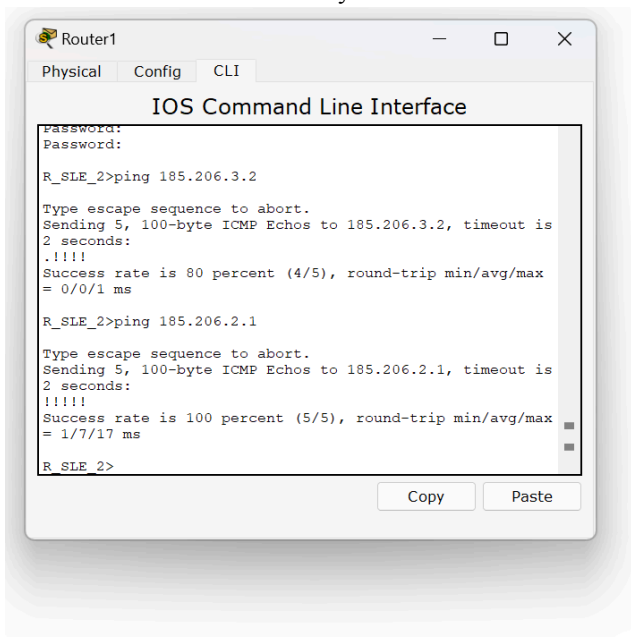 Router1
Physical Config CLI
IOS Command Line Interface
Password:
Password:
R_SLE_2>ping 185.206.3.2
Type escape sequence to abort.
Sending 5, 100-byte ICMP Echos to 185.206.3.2, timeout is
2 seconds:
.!!!!
Success rate is 80 percent (4/5), round-trip min/avg/max
= 0/0/1 ms
R_SLE_2>ping 185.206.2.1
Type escape sequence to abort.
Sending 5, 100-byte ICMP Echos to 185.206.2.1, timeout is
2 seconds:
!!!!!
Success rate is 100 percent (5/5), round-trip min/avg/max
= 1/7/17 ms
R_SLE_2>
Copy Paste